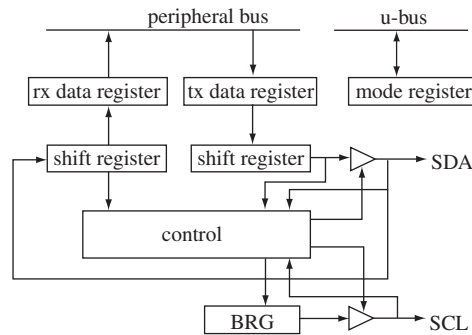 peripheral bus
u-bus
rx data register
tx data register
mode register
shift register
shift register
SDA
control
BRG
SCL